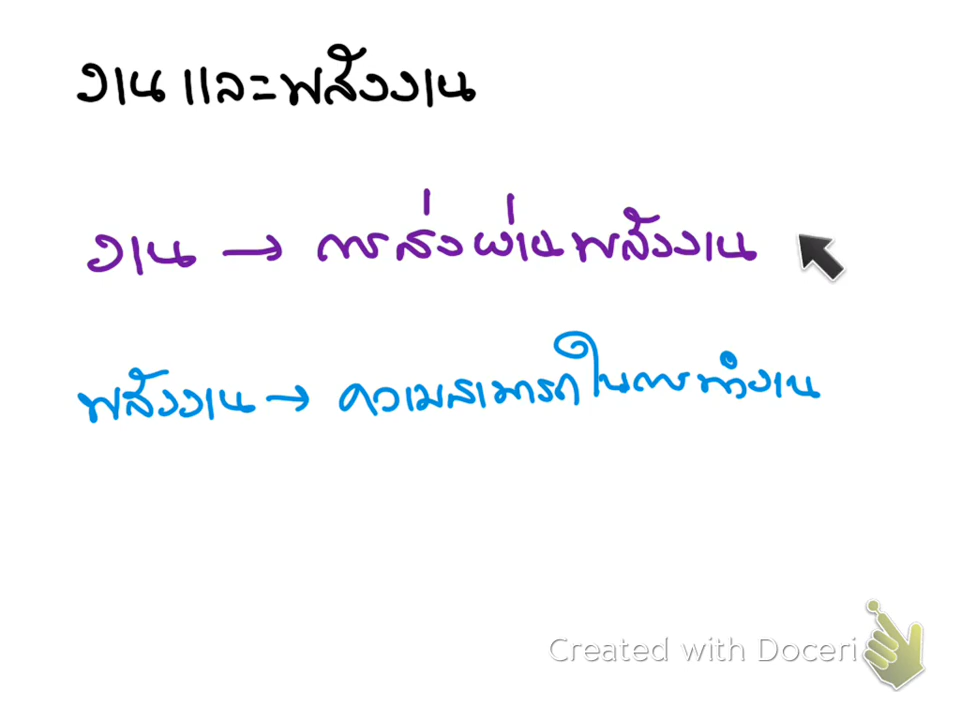 งานและพลังงาน
งาน → การส่งผ่านพลังงาน
พลังงาน → ความสามารถในการทำงาน
Created with Doceri